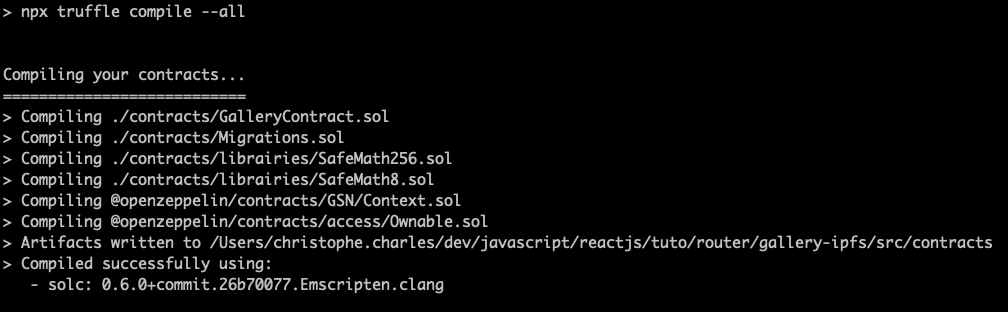 > npx truffle compile --all
Compiling your contracts...
===========================
> Compiling ./contracts/GalleryContract.sol
> Compiling ./contracts/Migrations.sol
> Compiling ./contracts/librairies/SafeMath256.sol
> Compiling ./contracts/librairies/SafeMath8.sol
> Compiling @openzeppelin/contracts/GSN/Context.sol
> Compiling @openzeppelin/contracts/access/Ownable.sol
> Artifacts written to /Users/christophe.charles/dev/javascript/reactjs/tuto/router/gallery-ipfs/src/contracts
> Compiled successfully using:
   - solc: 0.6.0+commit.26b70077.Emscripten.clang